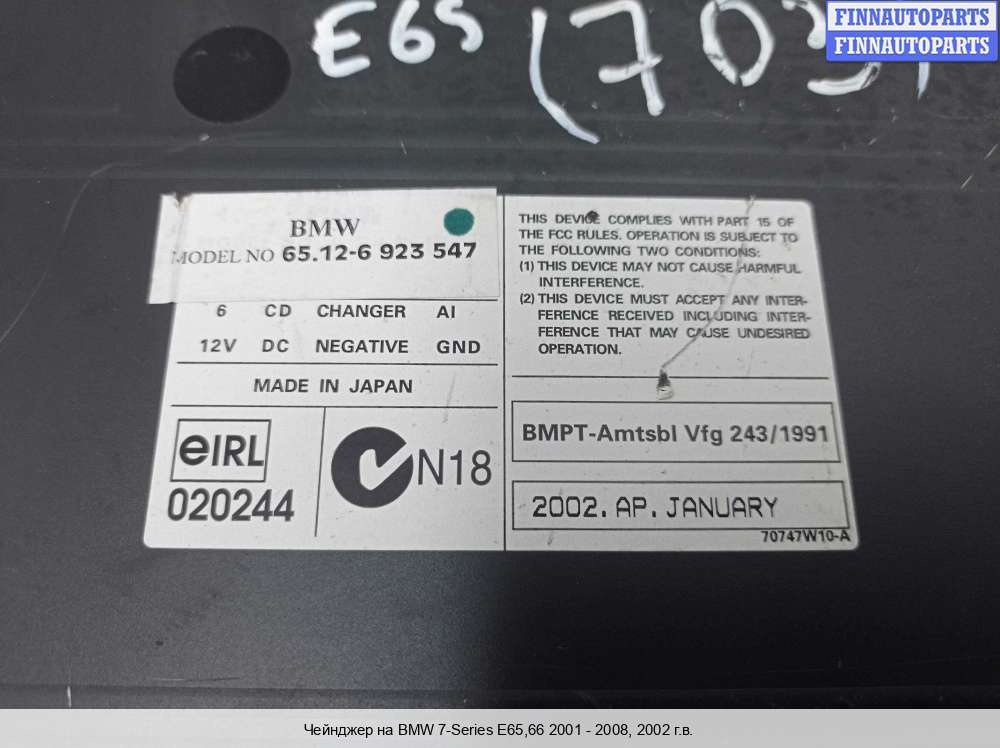 FINNAUTOPARTS
FINNAUTOPARTS
E65 (703)
BMW
MODEL NO 65.12-6 923 547
6 CD CHANGER AI
12V DC NEGATIVE GND
MADE IN JAPAN
eIRL
020244
N18
THIS DEVICE COMPLIES WITH PART 15 OF
THE FCC RULES. OPERATION IS SUBJECT TO
THE FOLLOWING TWO CONDITIONS:
(1) THIS DEVICE MAY NOT CAUSE HARMFUL
INTERFERENCE.
(2) THIS DEVICE MUST ACCEPT ANY INTER-
FERENCE RECEIVED INCLUDING INTER-
FERENCE THAT MAY CAUSE UNDESIRED
OPERATION.
BMPT-Amtsbl Vfg 243/1991
2002. AP. JANUARY
70747W10-A
Чейнджер на BMW 7-Series E65,66 2001 - 2008, 2002 г.в.